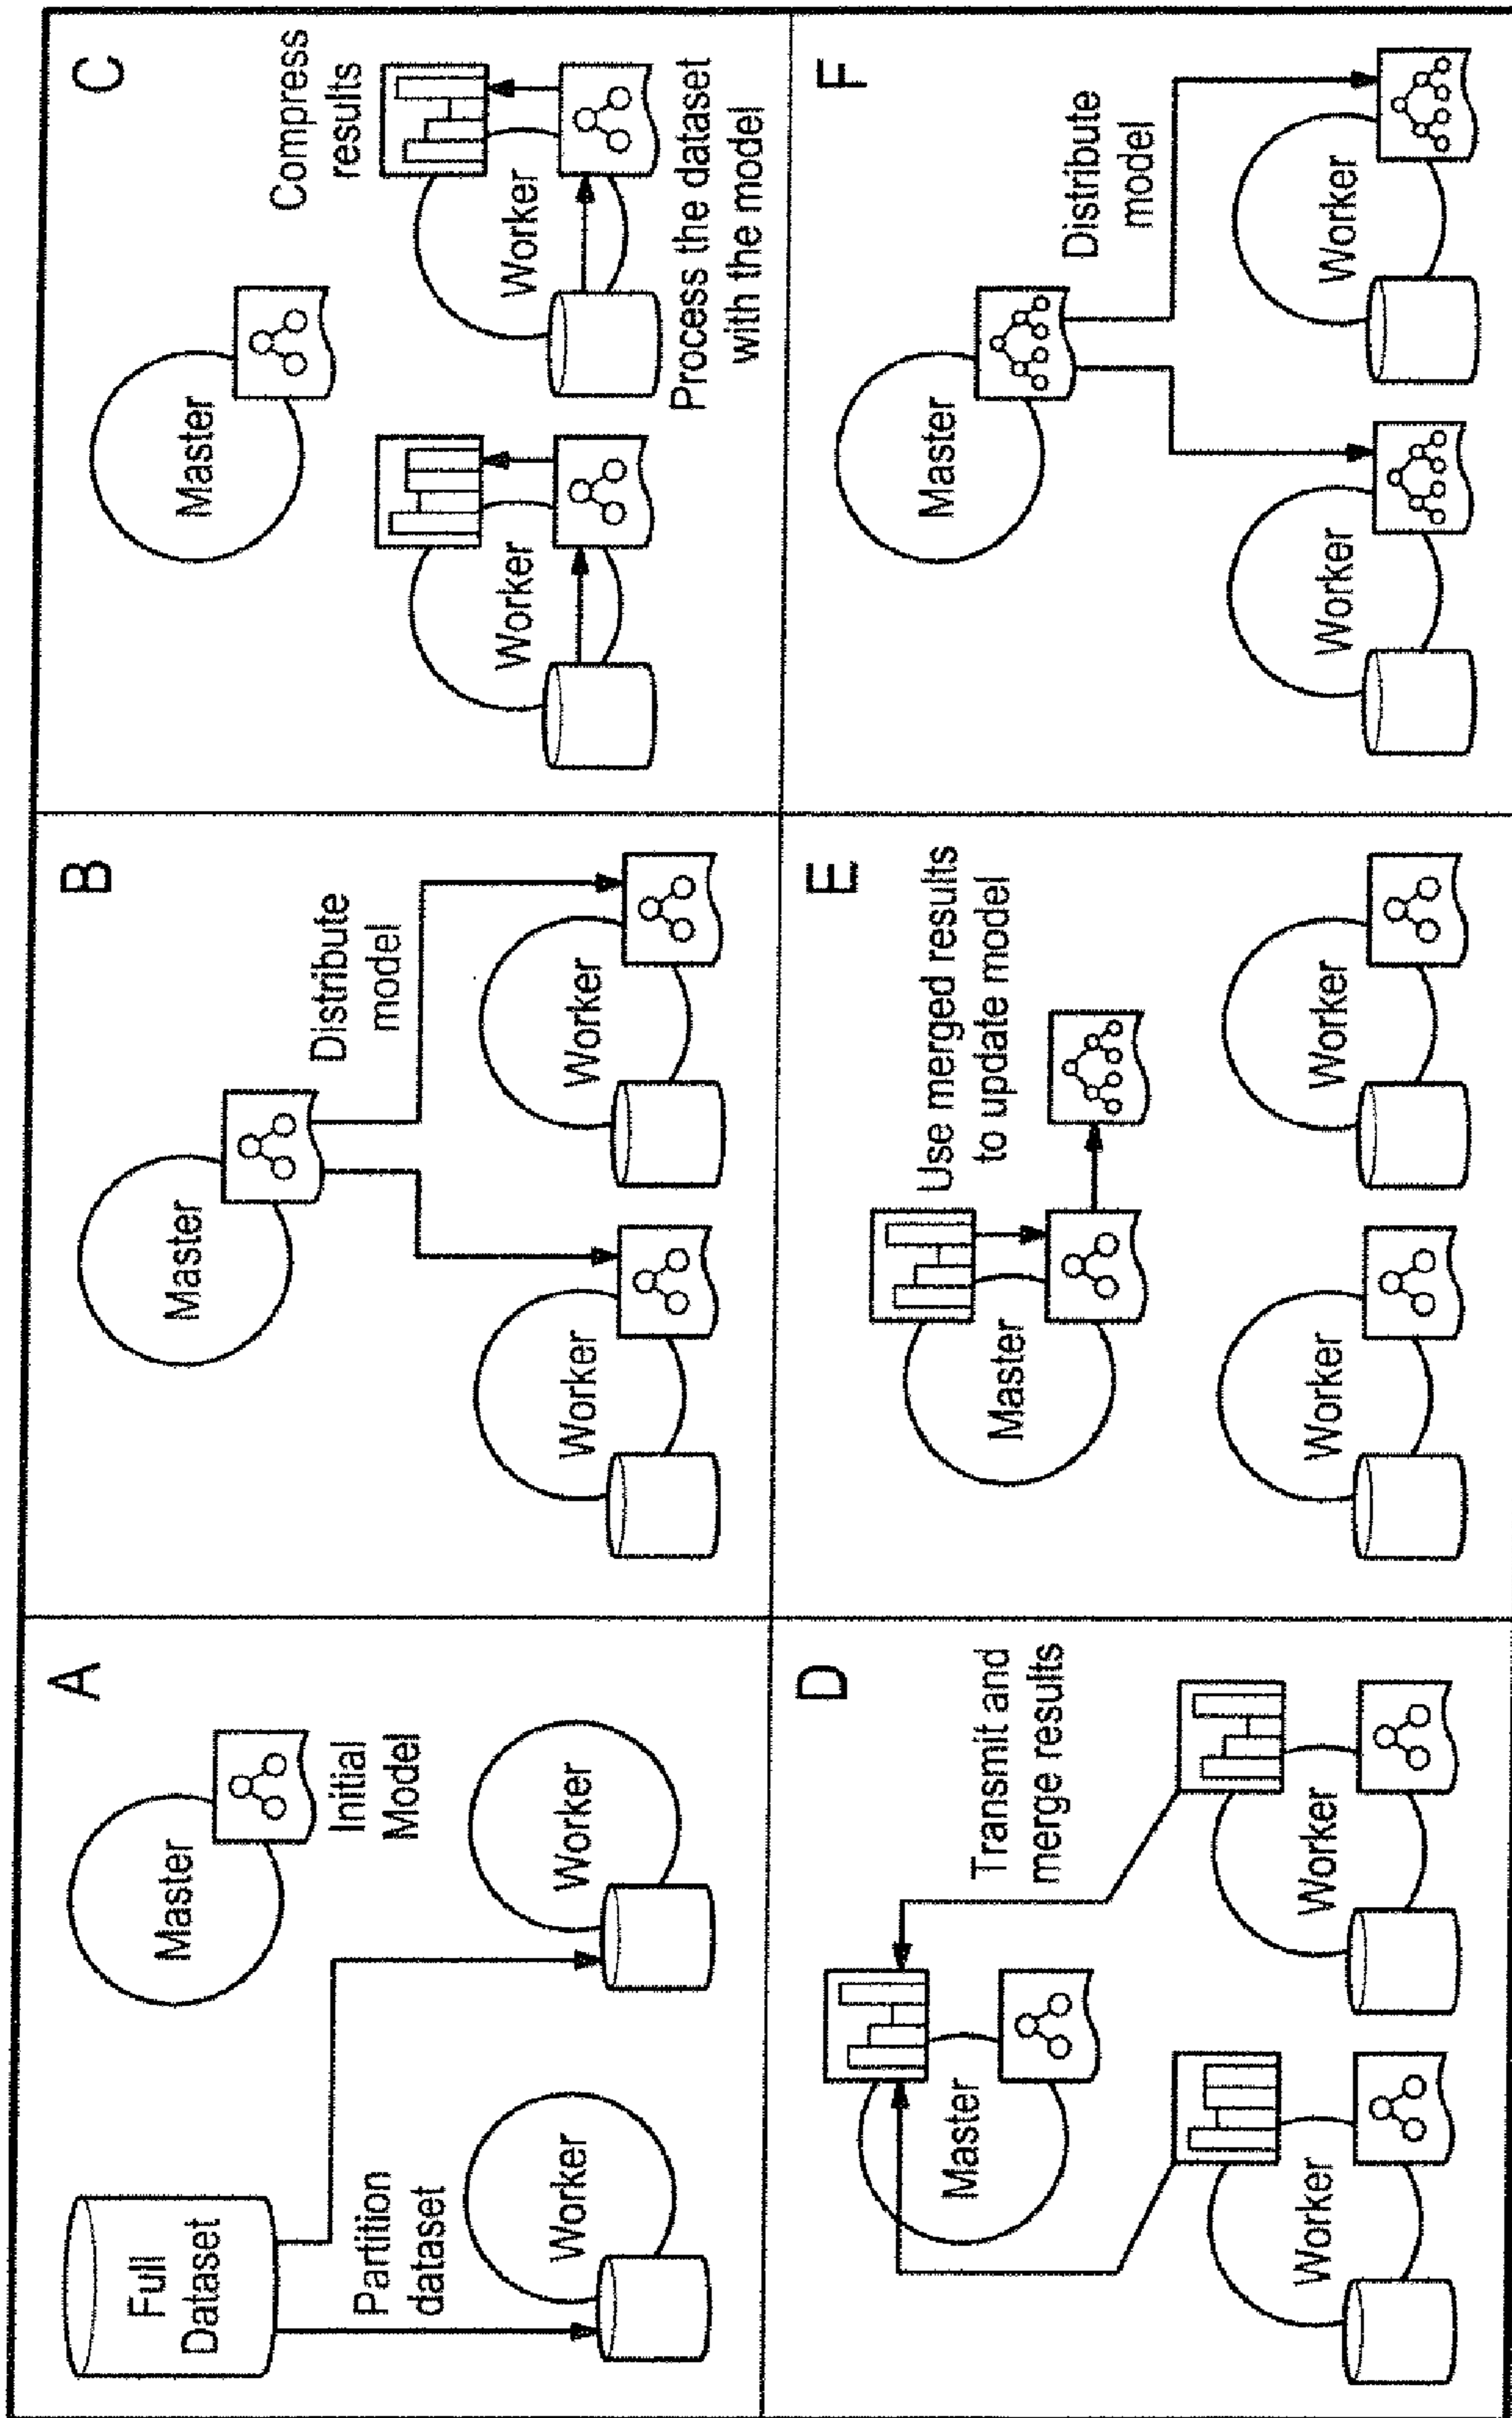 A
Full
Dataset
Master
Initial
Model
Partition
dataset
Worker
Worker
B
Master
Distribute
model
Worker
Worker
C
Master
Compress
results
Worker
Worker
Process the dataset
with the model
D
Master
Transmit and
merge results
Worker
Worker
E
Use merged results
to update model
Master
Worker
Worker
F
Master
Distribute
model
Worker
Worker